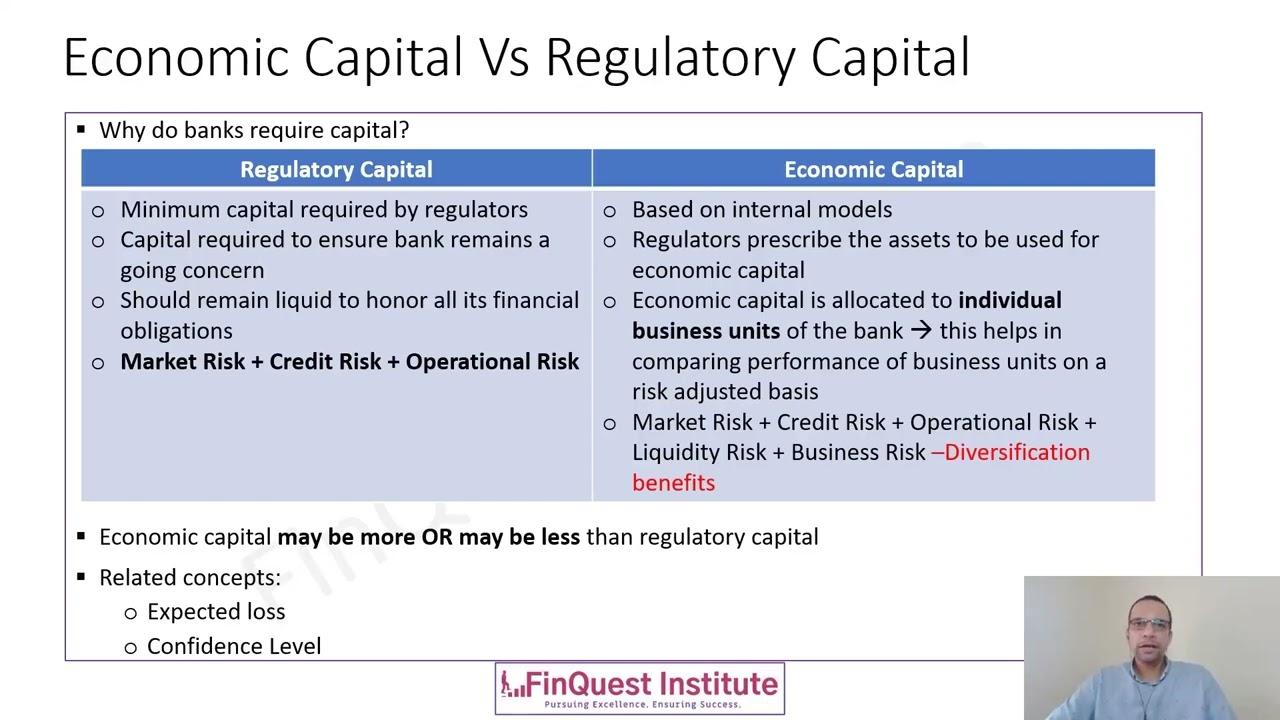 Economic Capital Vs Regulatory Capital
▪ Why do banks require capital?
Regulatory Capital
o Minimum capital required by regulators
o Capital required to ensure bank remains a
going concern
o Should remain liquid to honor all its financial
obligations
o Market Risk + Credit Risk + Operational Risk
Economic Capital
o Based on internal models
o Regulators prescribe the assets to be used for
economic capital
o Economic capital is allocated to individual
business units of the bank → this helps in
comparing performance of business units on a
risk adjusted basis
o Market Risk + Credit Risk + Operational Risk +
Liquidity Risk + Business Risk –Diversification
benefits
▪ Economic capital may be more OR may be less than regulatory capital
▪ Related concepts:
o Expected loss
o Confidence Level
FinQuest Institute
Pursuing Excellence. Ensuring Success.